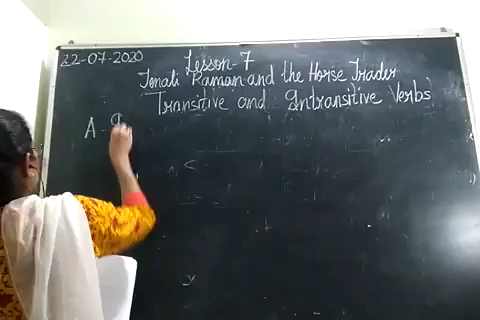 22-07-2020
Lesson-7
Tenali Raman and the Horse Trader
Transitive and Intransitive Verbs
A